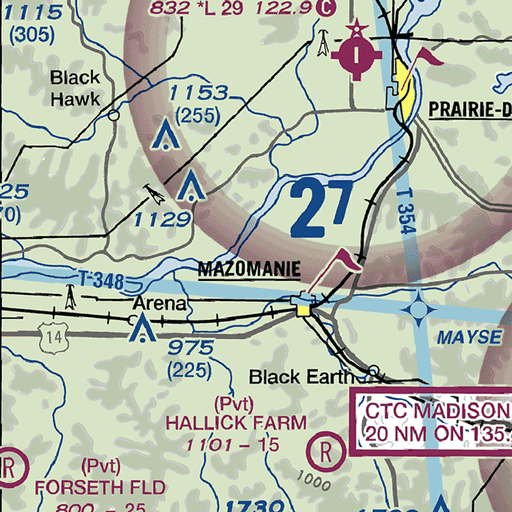 1115
(305)
832 *L 29 122.9 C
Black
Hawk
1153
(255)
PRAIRIE-D
27
25
0)
1129
T 354
T-348
MAZOMANIE
Arena
14
975
(225)
MAYSE
Black Earth
(Pvt)
HALLICK FARM
1101 - 15
CTC MADISON
20 NM ON 135.
R
R
(Pvt)
FORSETH FLD
800 - 25
1000
1730